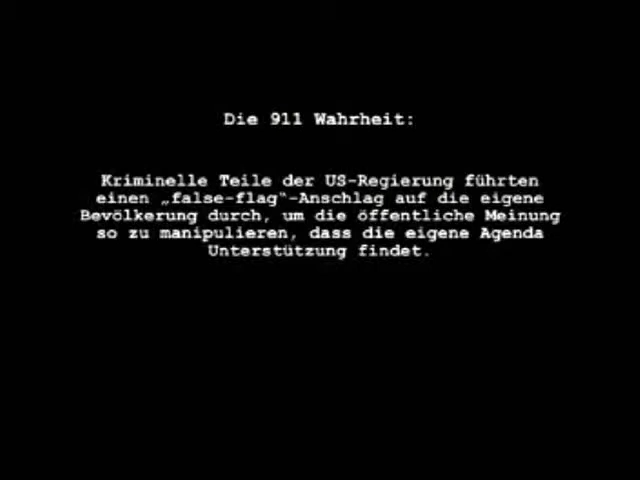 Die 911 Wahrheit:
Kriminelle Teile der US-Regierung führten
einen „false-flag“-Anschlag auf die eigene
Bevölkerung durch, um die öffentliche Meinung
so zu manipulieren, dass die eigene Agenda
Unterstützung findet.